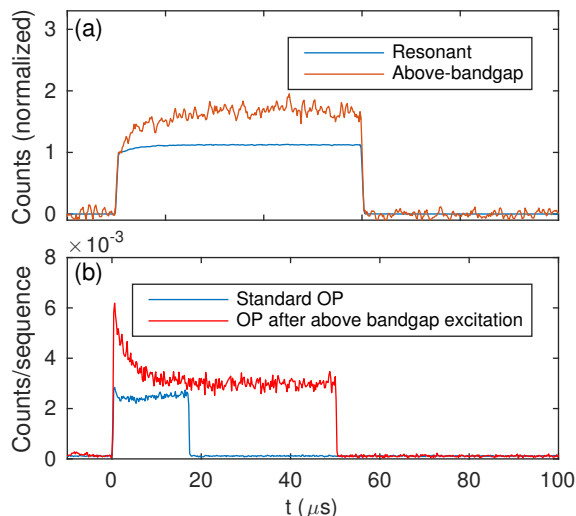 (a)
Counts (normalized)
3
2
1
0
Resonant
Above-bandgap
× 10⁻³
(b)
Counts/sequence
8
6
4
2
0
Standard OP
OP after above bandgap excitation
0 20 40 60 80 100
t (μs)